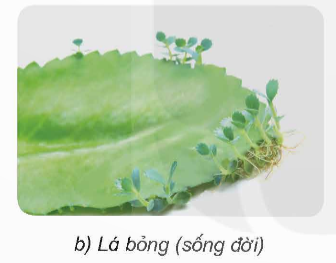 b) Lá bỏng (sống đời)